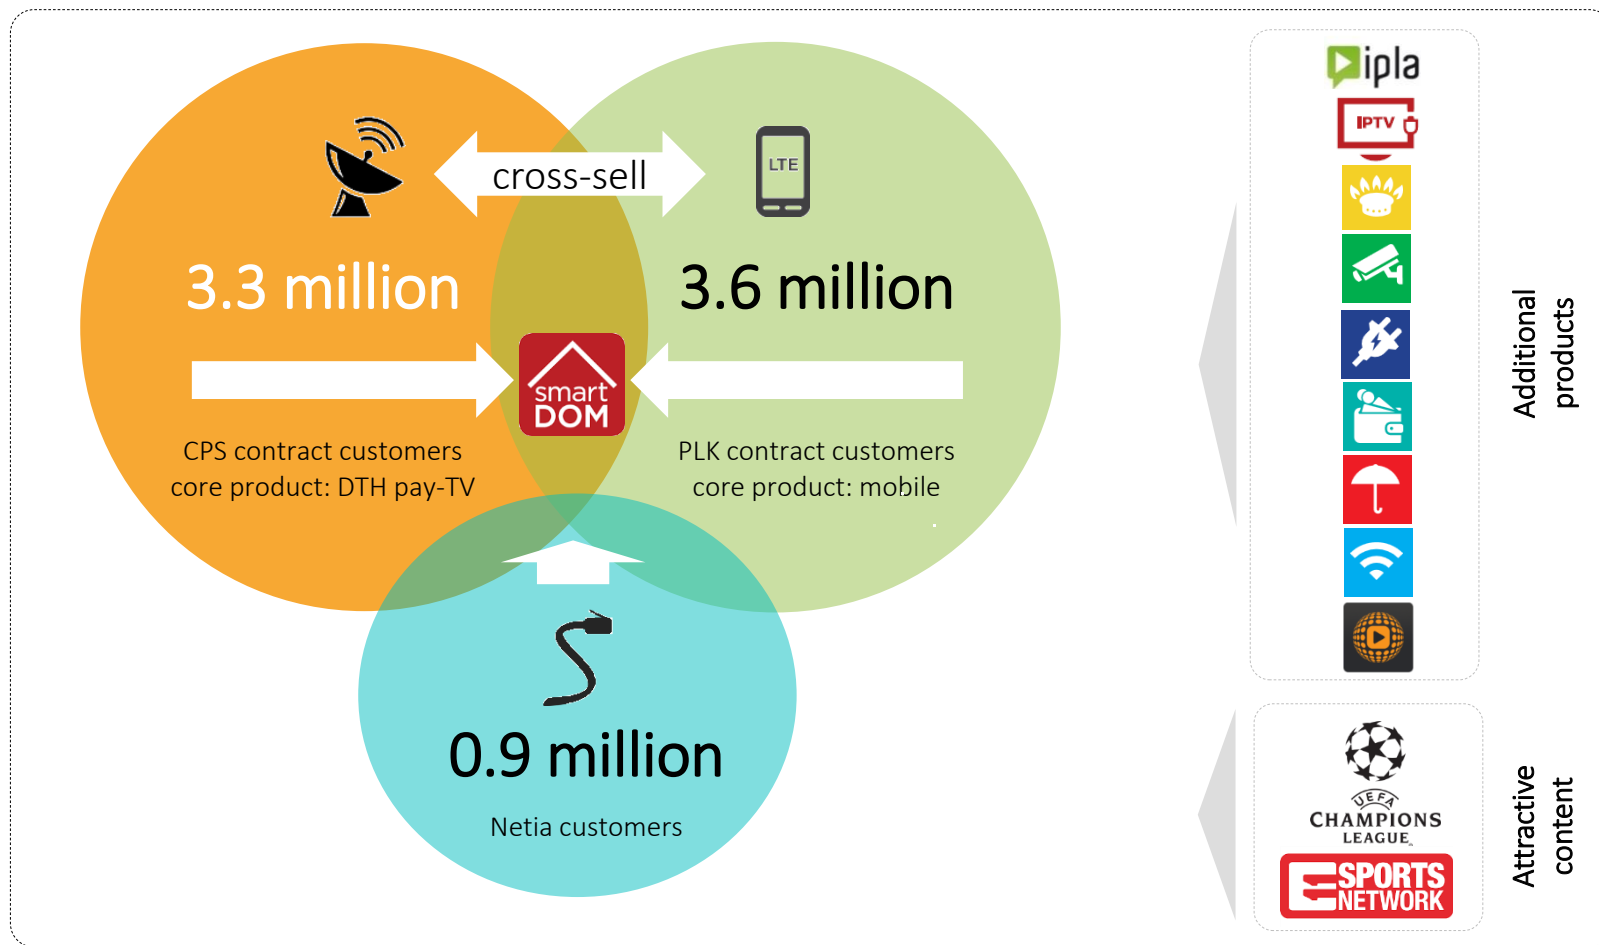 cross-sell
LTE
3.3 million
3.6 million
smart
DOM
CPS contract customers
core product: DTH pay-TV
PLK contract customers
core product: mobile
0.9 million
Netia customers
ipla
IPTV
Additional
products
UEFA
CHAMPIONS
LEAGUE
ESPORTS
NETWORK
Attractive
content